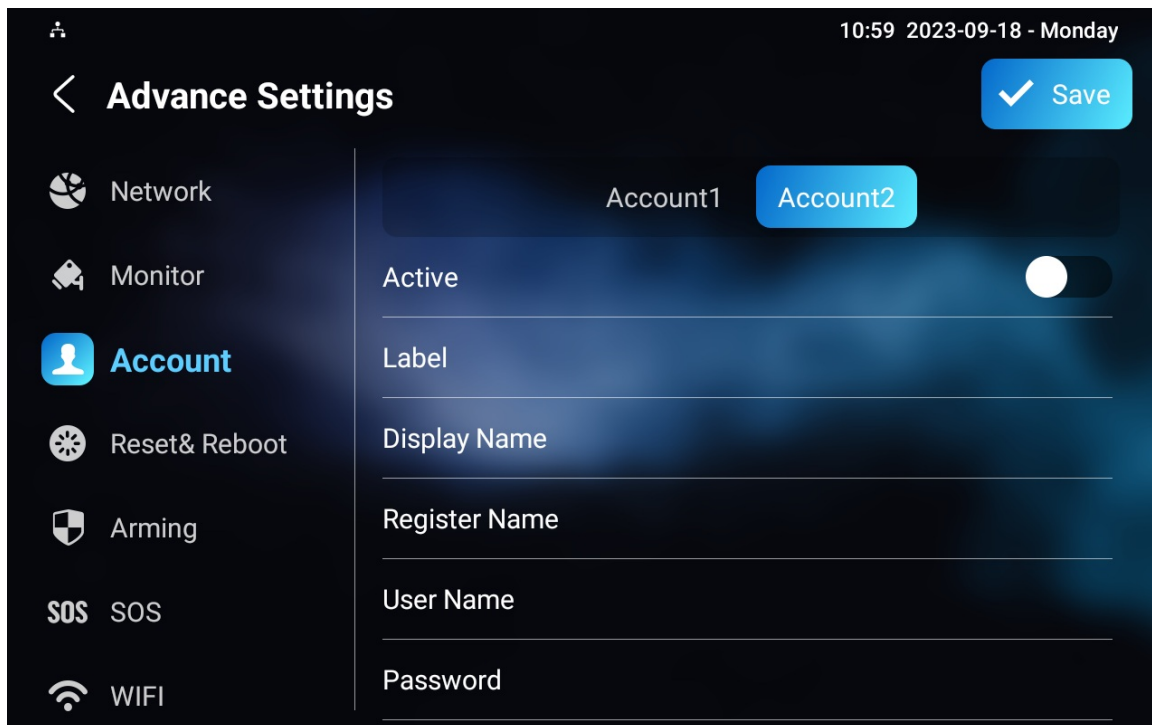 10:59 2023-09-18 - Monday
Advance Settings
Save
Network
Monitor
Account
Reset& Reboot
Arming
SOS SOS
WIFI
Account1 Account2
Active
Label
Display Name
Register Name
User Name
Password